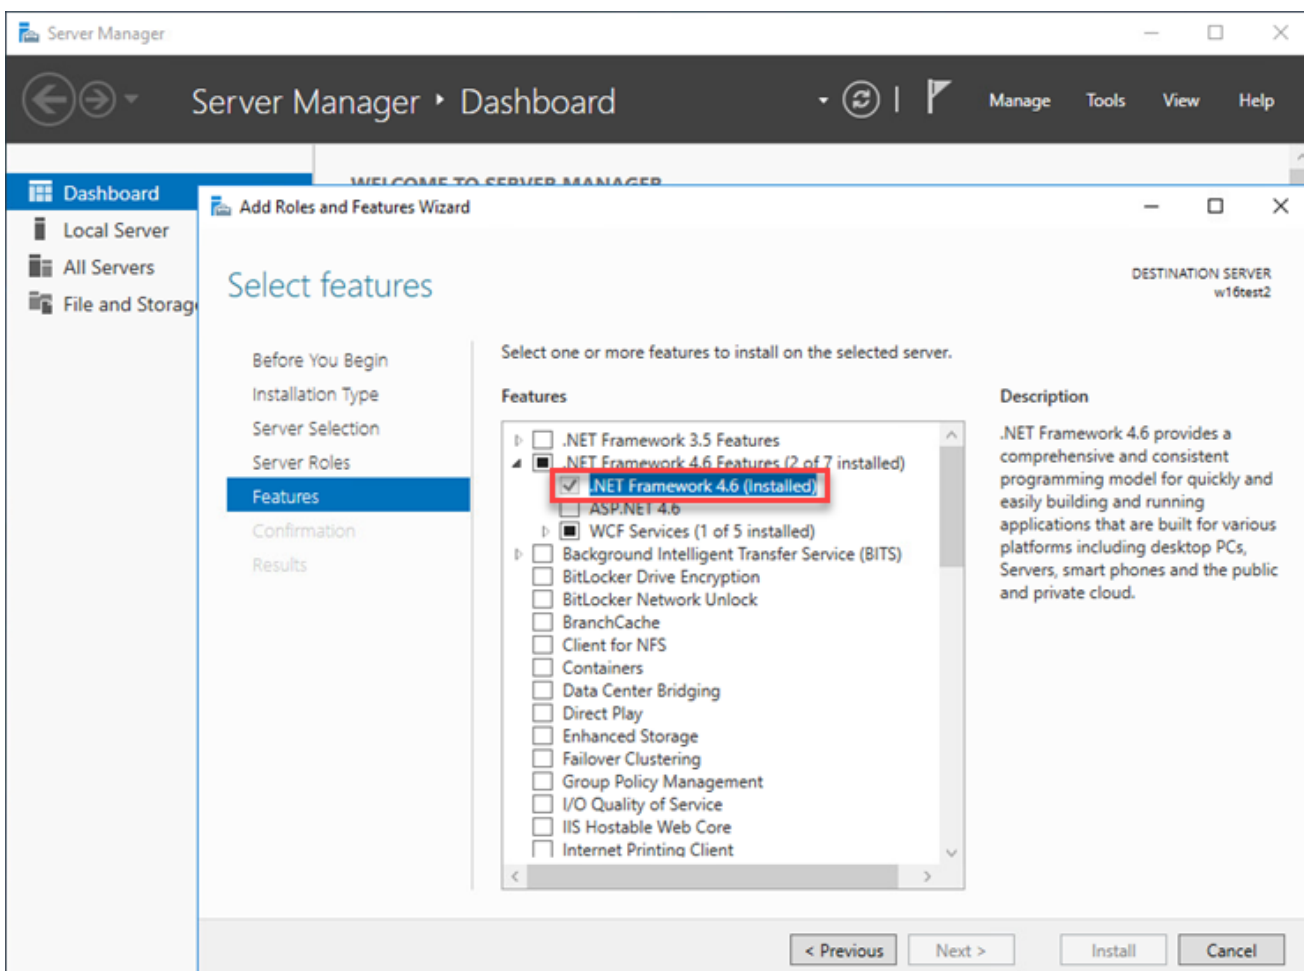 Server Manager
Server Manager ‣ Dashboard
Manage Tools View Help
Dashboard
Local Server
All Servers
File and Storag
WELCOME TO SERVER MANAGER
Add Roles and Features Wizard
Select features
DESTINATION SERVER
w16test2
Before You Begin
Installation Type
Server Selection
Server Roles
Features
Confirmation
Results
Select one or more features to install on the selected server.
Features
.NET Framework 3.5 Features
.NET Framework 4.6 Features (2 of 7 installed)
.NET Framework 4.6 (Installed)
ASP.NET 4.6
WCF Services (1 of 5 installed)
Background Intelligent Transfer Service (BITS)
BitLocker Drive Encryption
BitLocker Network Unlock
BranchCache
Client for NFS
Containers
Data Center Bridging
Direct Play
Enhanced Storage
Failover Clustering
Group Policy Management
I/O Quality of Service
IIS Hostable Web Core
Internet Printing Client
Description
.NET Framework 4.6 provides a
comprehensive and consistent
programming model for quickly and
easily building and running
applications that are built for various
platforms including desktop PCs,
Servers, smart phones and the public
and private cloud.
< Previous
Next >
Install
Cancel